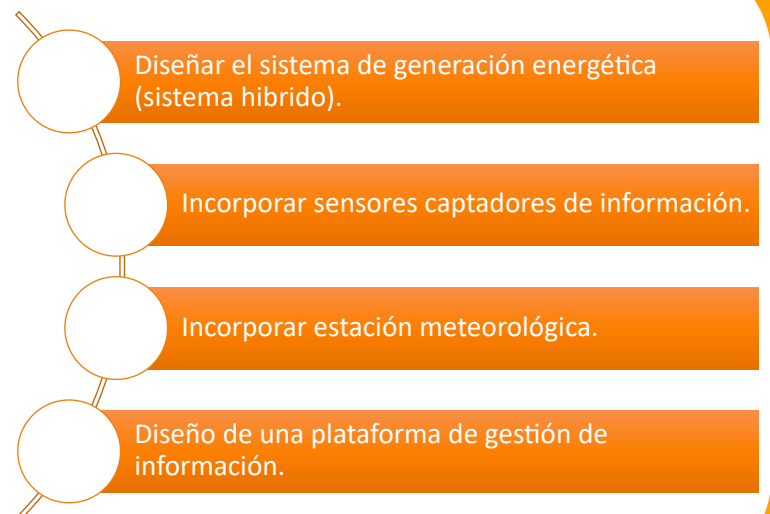 Diseñar el sistema de generación energética
(sistema hibrido).
Incorporar sensores captadores de información.
Incorporar estación meteorológica.
Diseño de una plataforma de gestión de
información.